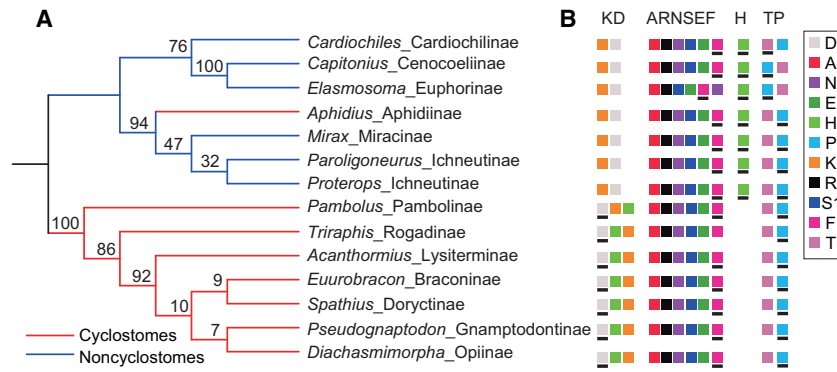 A
B
KD ARNSEF H TP
76
100
94
47
32
100
86
92
9
10
7
Cardiochiles_Cardiochilinae
Capitonius_Cenocoeliinae
Elasmosoma_Euphorinae
Aphidius_Aphidiinae
Mirax_Miracinae
Paroligoneurus_Ichneutinae
Proterops_Ichneutinae
Pambolus_Pambolinae
Triraphis_Rogadinae
Acanthormius_Lysiterminae
Euurobracon_Braconinae
Spathius_Doryctinae
Pseudognaptodon_Gnamptodontinae
Diachasmimorpha_Opiinae
Cyclostomes
Noncyclostomes
D
A
N
E
H
P
K
R
F
T